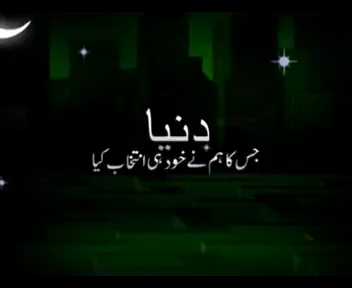 دنیا
جس کا ہم نے خود ہی انتخاب کیا